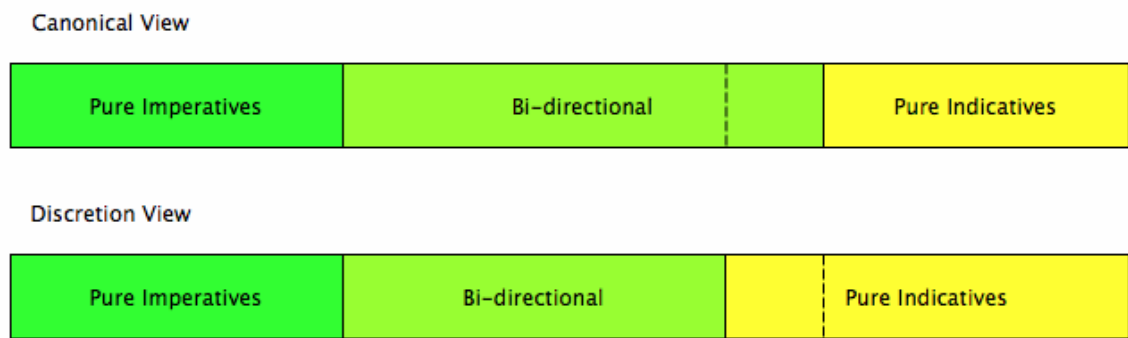 Canonical View
Pure Imperatives Bi-directional Pure Indicatives
Discretion View
Pure Imperatives Bi-directional Pure Indicatives